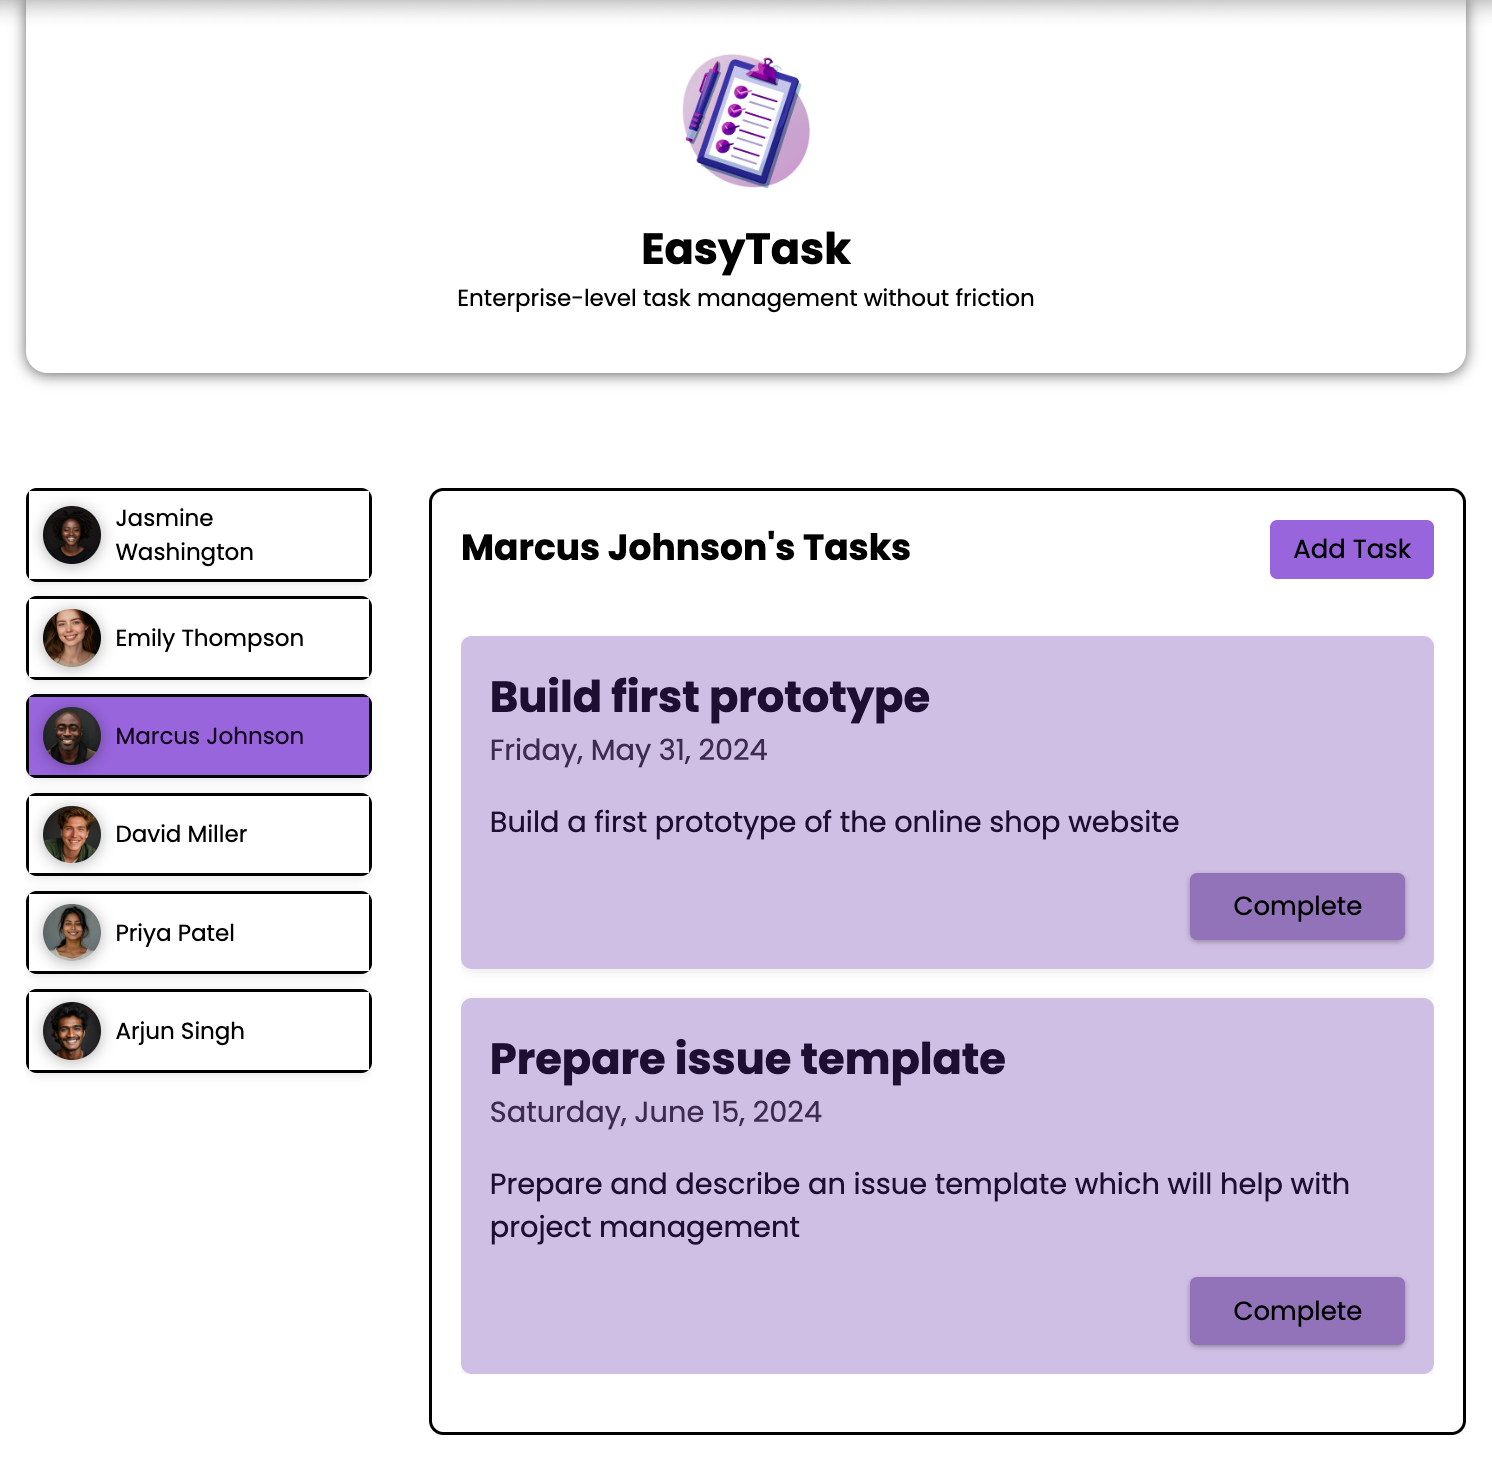 EasyTask
Enterprise-level task management without friction
Jasmine
Washington
Emily Thompson
Marcus Johnson
David Miller
Priya Patel
Arjun Singh
Marcus Johnson's Tasks
Add Task
Build first prototype
Friday, May 31, 2024
Build a first prototype of the online shop website
Complete
Prepare issue template
Saturday, June 15, 2024
Prepare and describe an issue template which will help with
project management
Complete